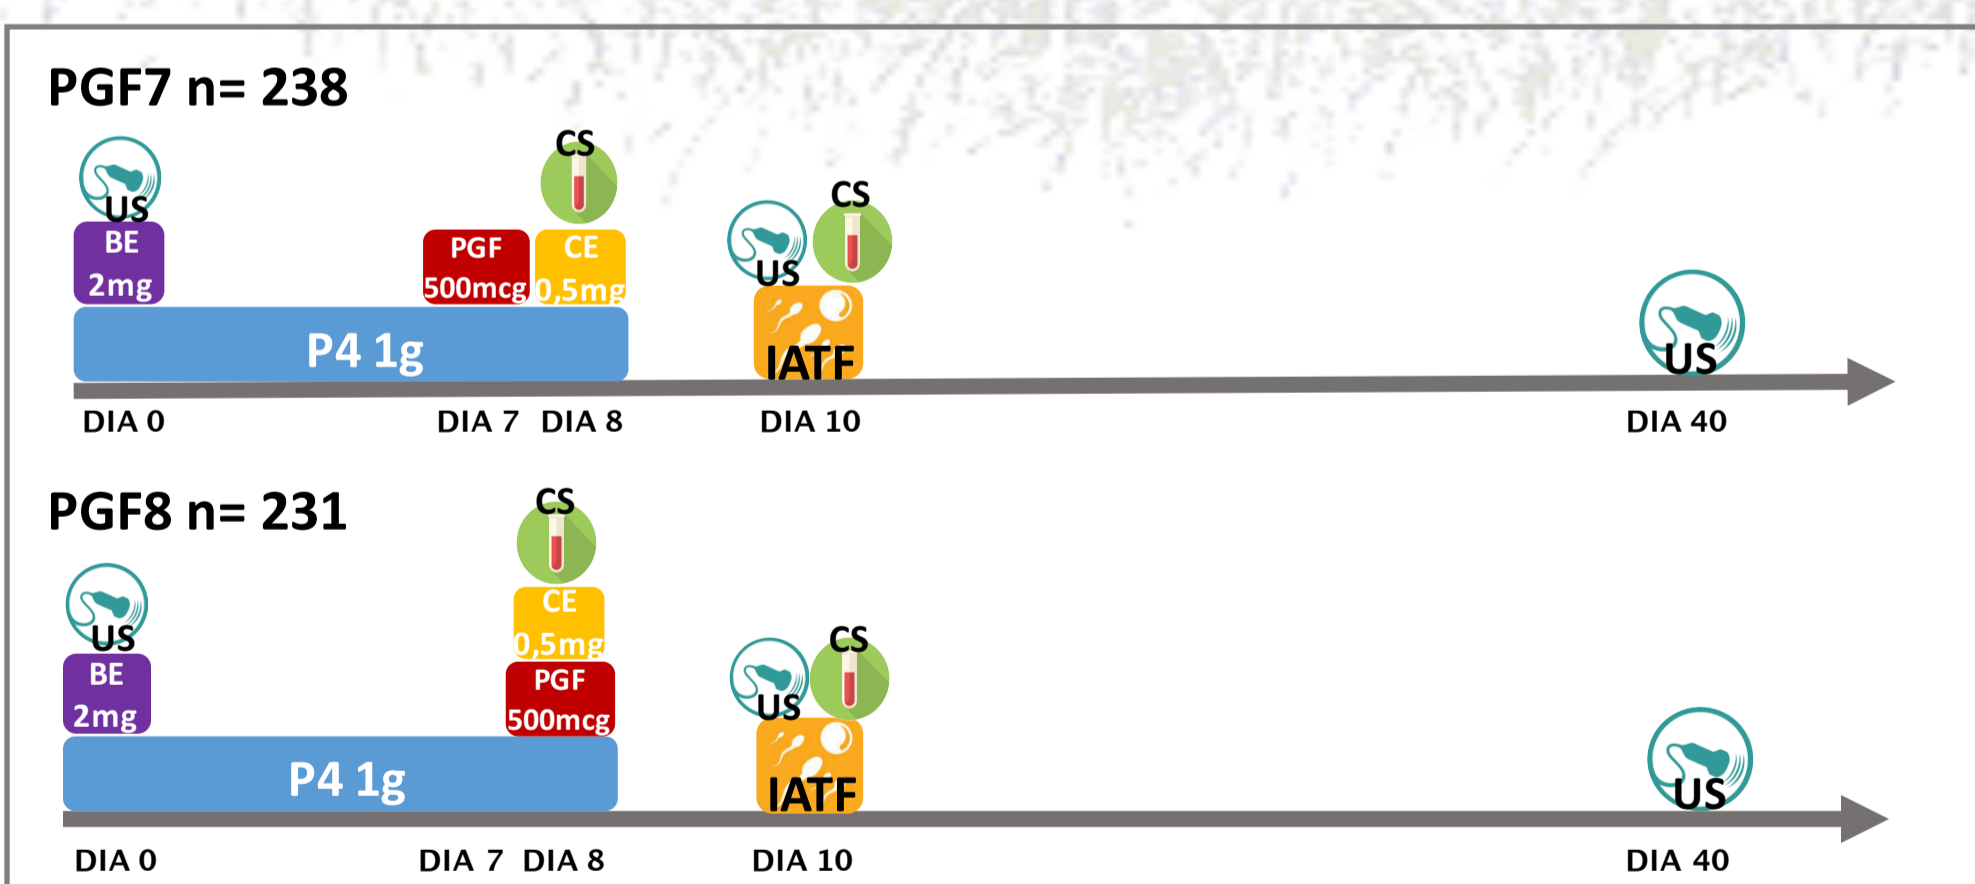 PGF7 n= 238
CS
US
BE
2mg
PGF
500mcg
CE
0,5mg
CS
US
P4 1g
IATF
US
DIA 0
DIA 7
DIA 8
DIA 10
DIA 40
PGF8 n= 231
CS
US
CE
0,5mg
BE
2mg
PGF
500mcg
CS
US
P4 1g
IATF
US
DIA 0
DIA 7
DIA 8
DIA 10
DIA 40